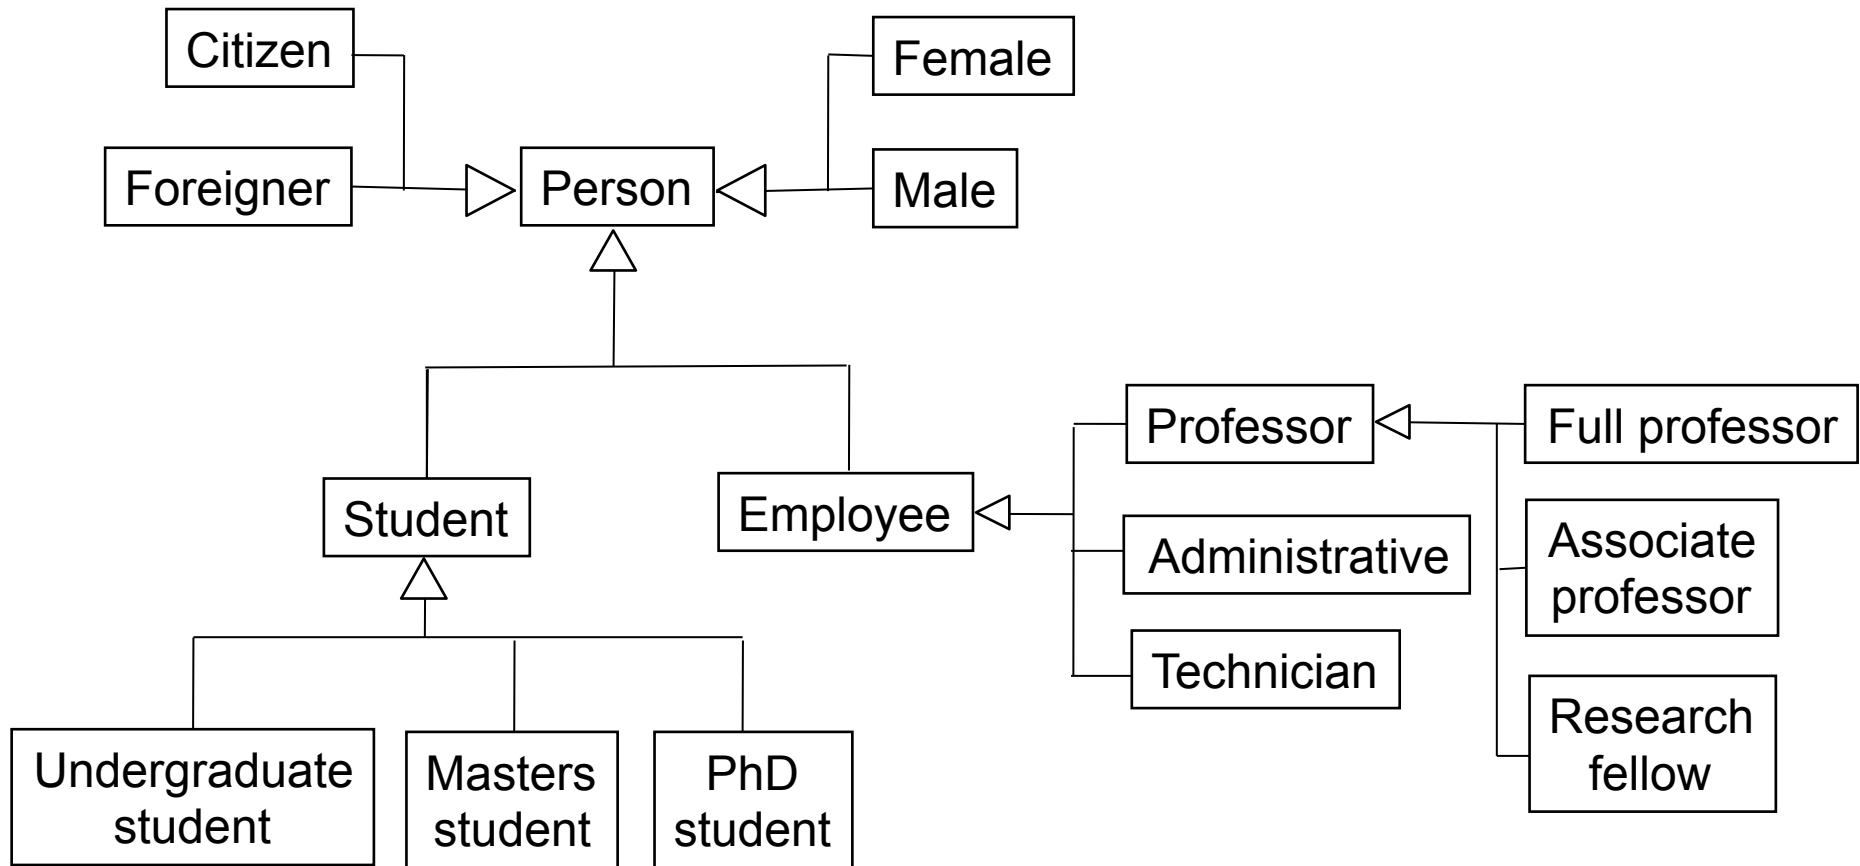 Citizen
Female
Foreigner
Person
Male
Professor
Full professor
Student
Employee
Administrative
Associate
professor
Technician
Undergraduate
student
Masters
student
PhD
student
Research
fellow